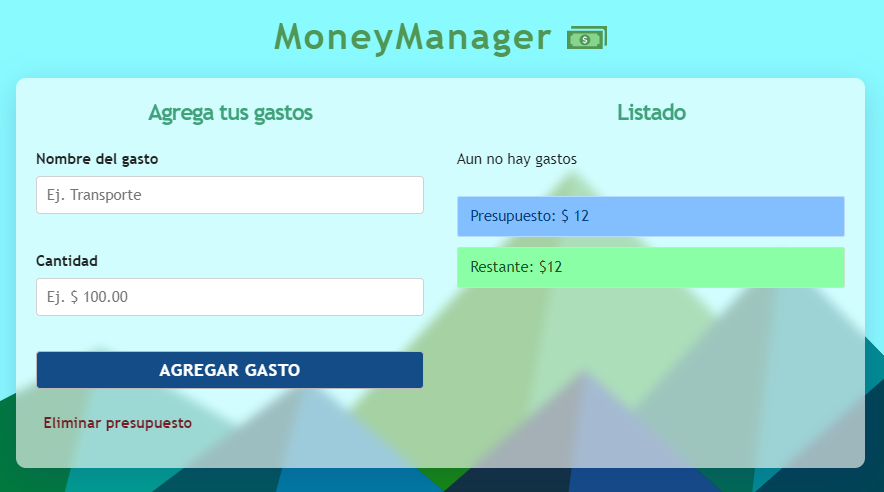 MoneyManager
Agrega tus gastos
Nombre del gasto
Ej. Transporte
Cantidad
Ej. $ 100.00
AGREGAR GASTO
Eliminar presupuesto
Listado
Aun no hay gastos
Presupuesto: $ 12
Restante: $12